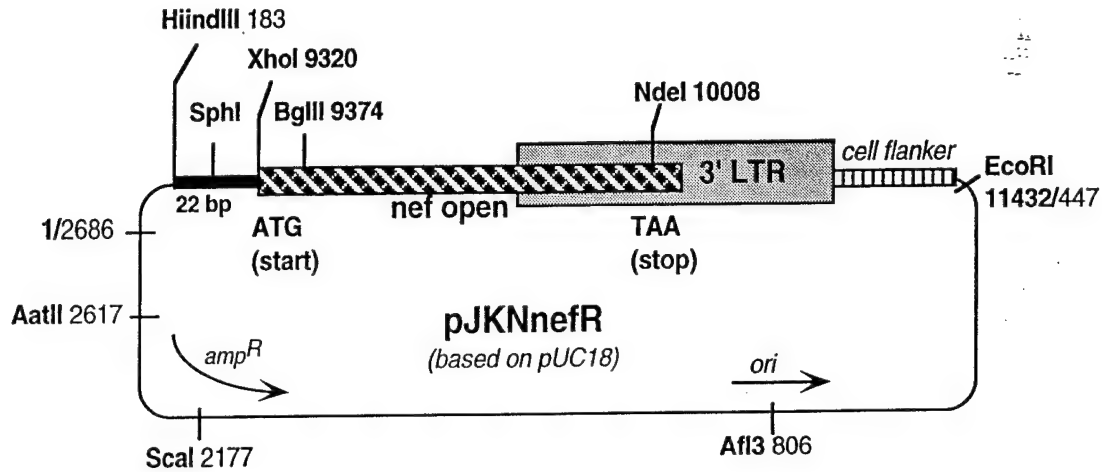 HiindIII 183
XhoI 9320
SphI
BglII 9374
NdeI 10008
cell flanker
3' LTR
EcoRI
11432/447
22 bp
nef open
1/2686
ATG
(start)
TAA
(stop)
AatII 2617
pJKNnefR
(based on pUC18)
ampR
ori
ScaI 2177
Afl3 806